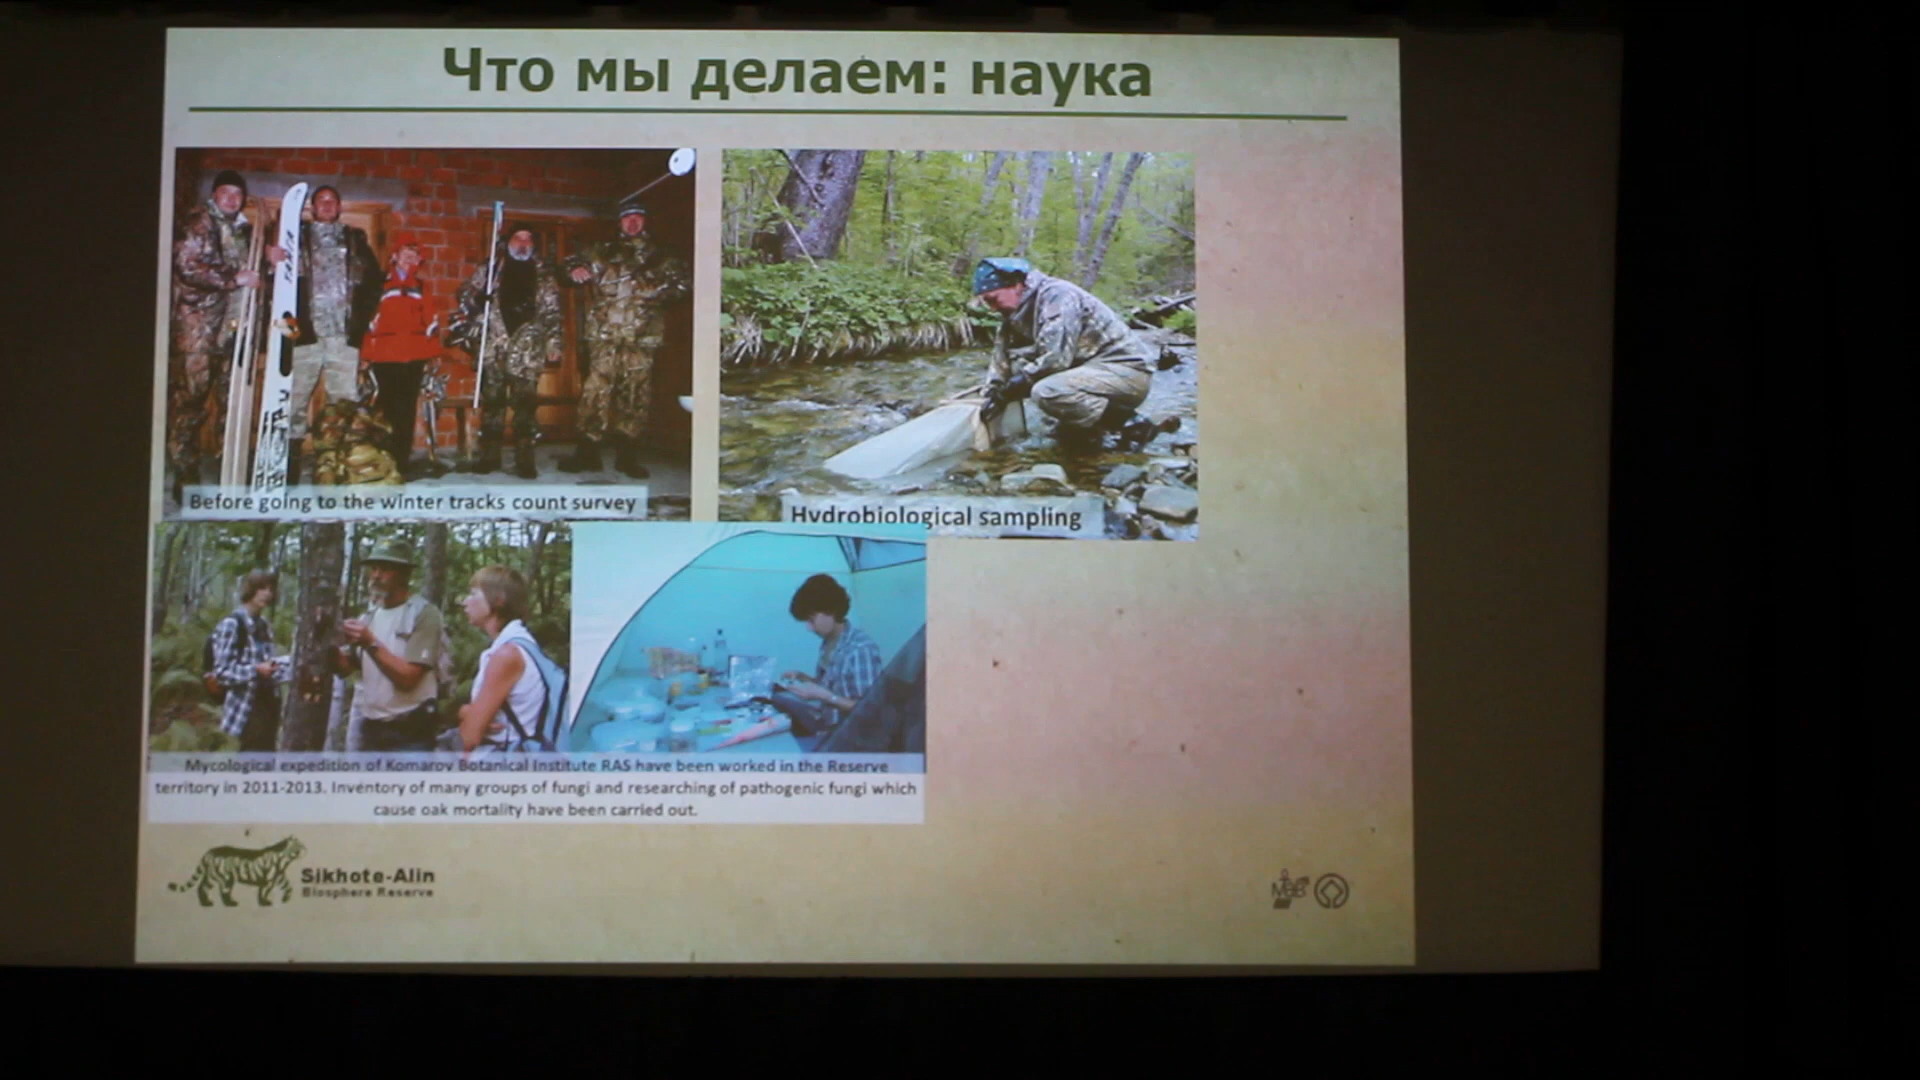 Что мы делаем: наука
Before going to the winter tracks count survey
Hydrobiological sampling
Mycological expedition of Komarov Botanical Institute RAS have been worked in the Reserve
territory in 2011-2013. Inventory of many groups of fungi and researching of pathogenic fungi which
cause oak mortality have been carried out.
Sikhote-Alin
Biosphere Reserve